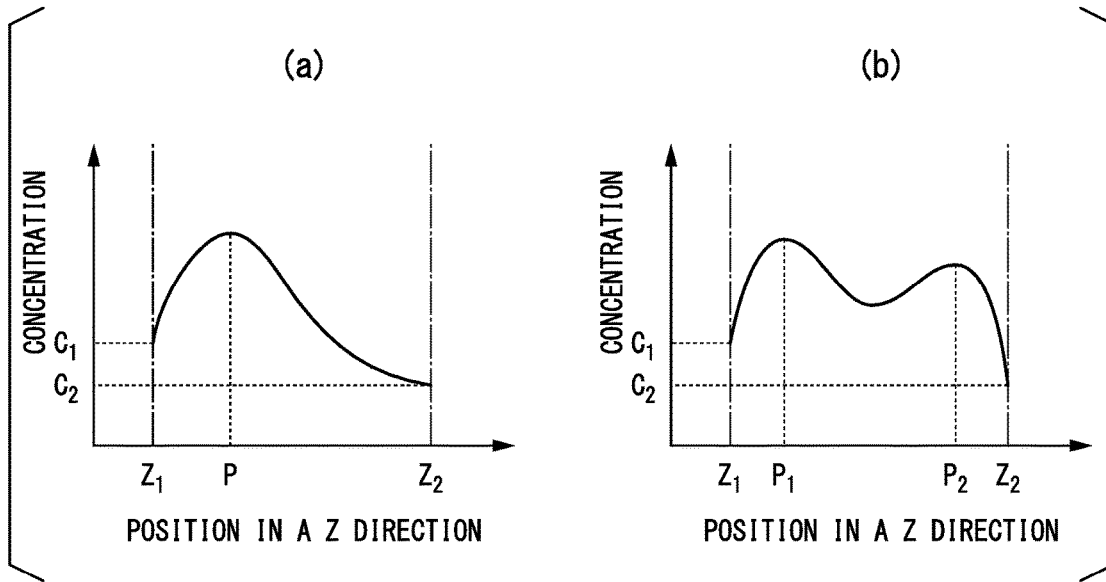 (a)
CONCENTRATION
C₁
C₂
Z₁ P Z₂
POSITION IN A Z DIRECTION
(b)
CONCENTRATION
C₁
C₂
Z₁ P₁ P₂ Z₂
POSITION IN A Z DIRECTION